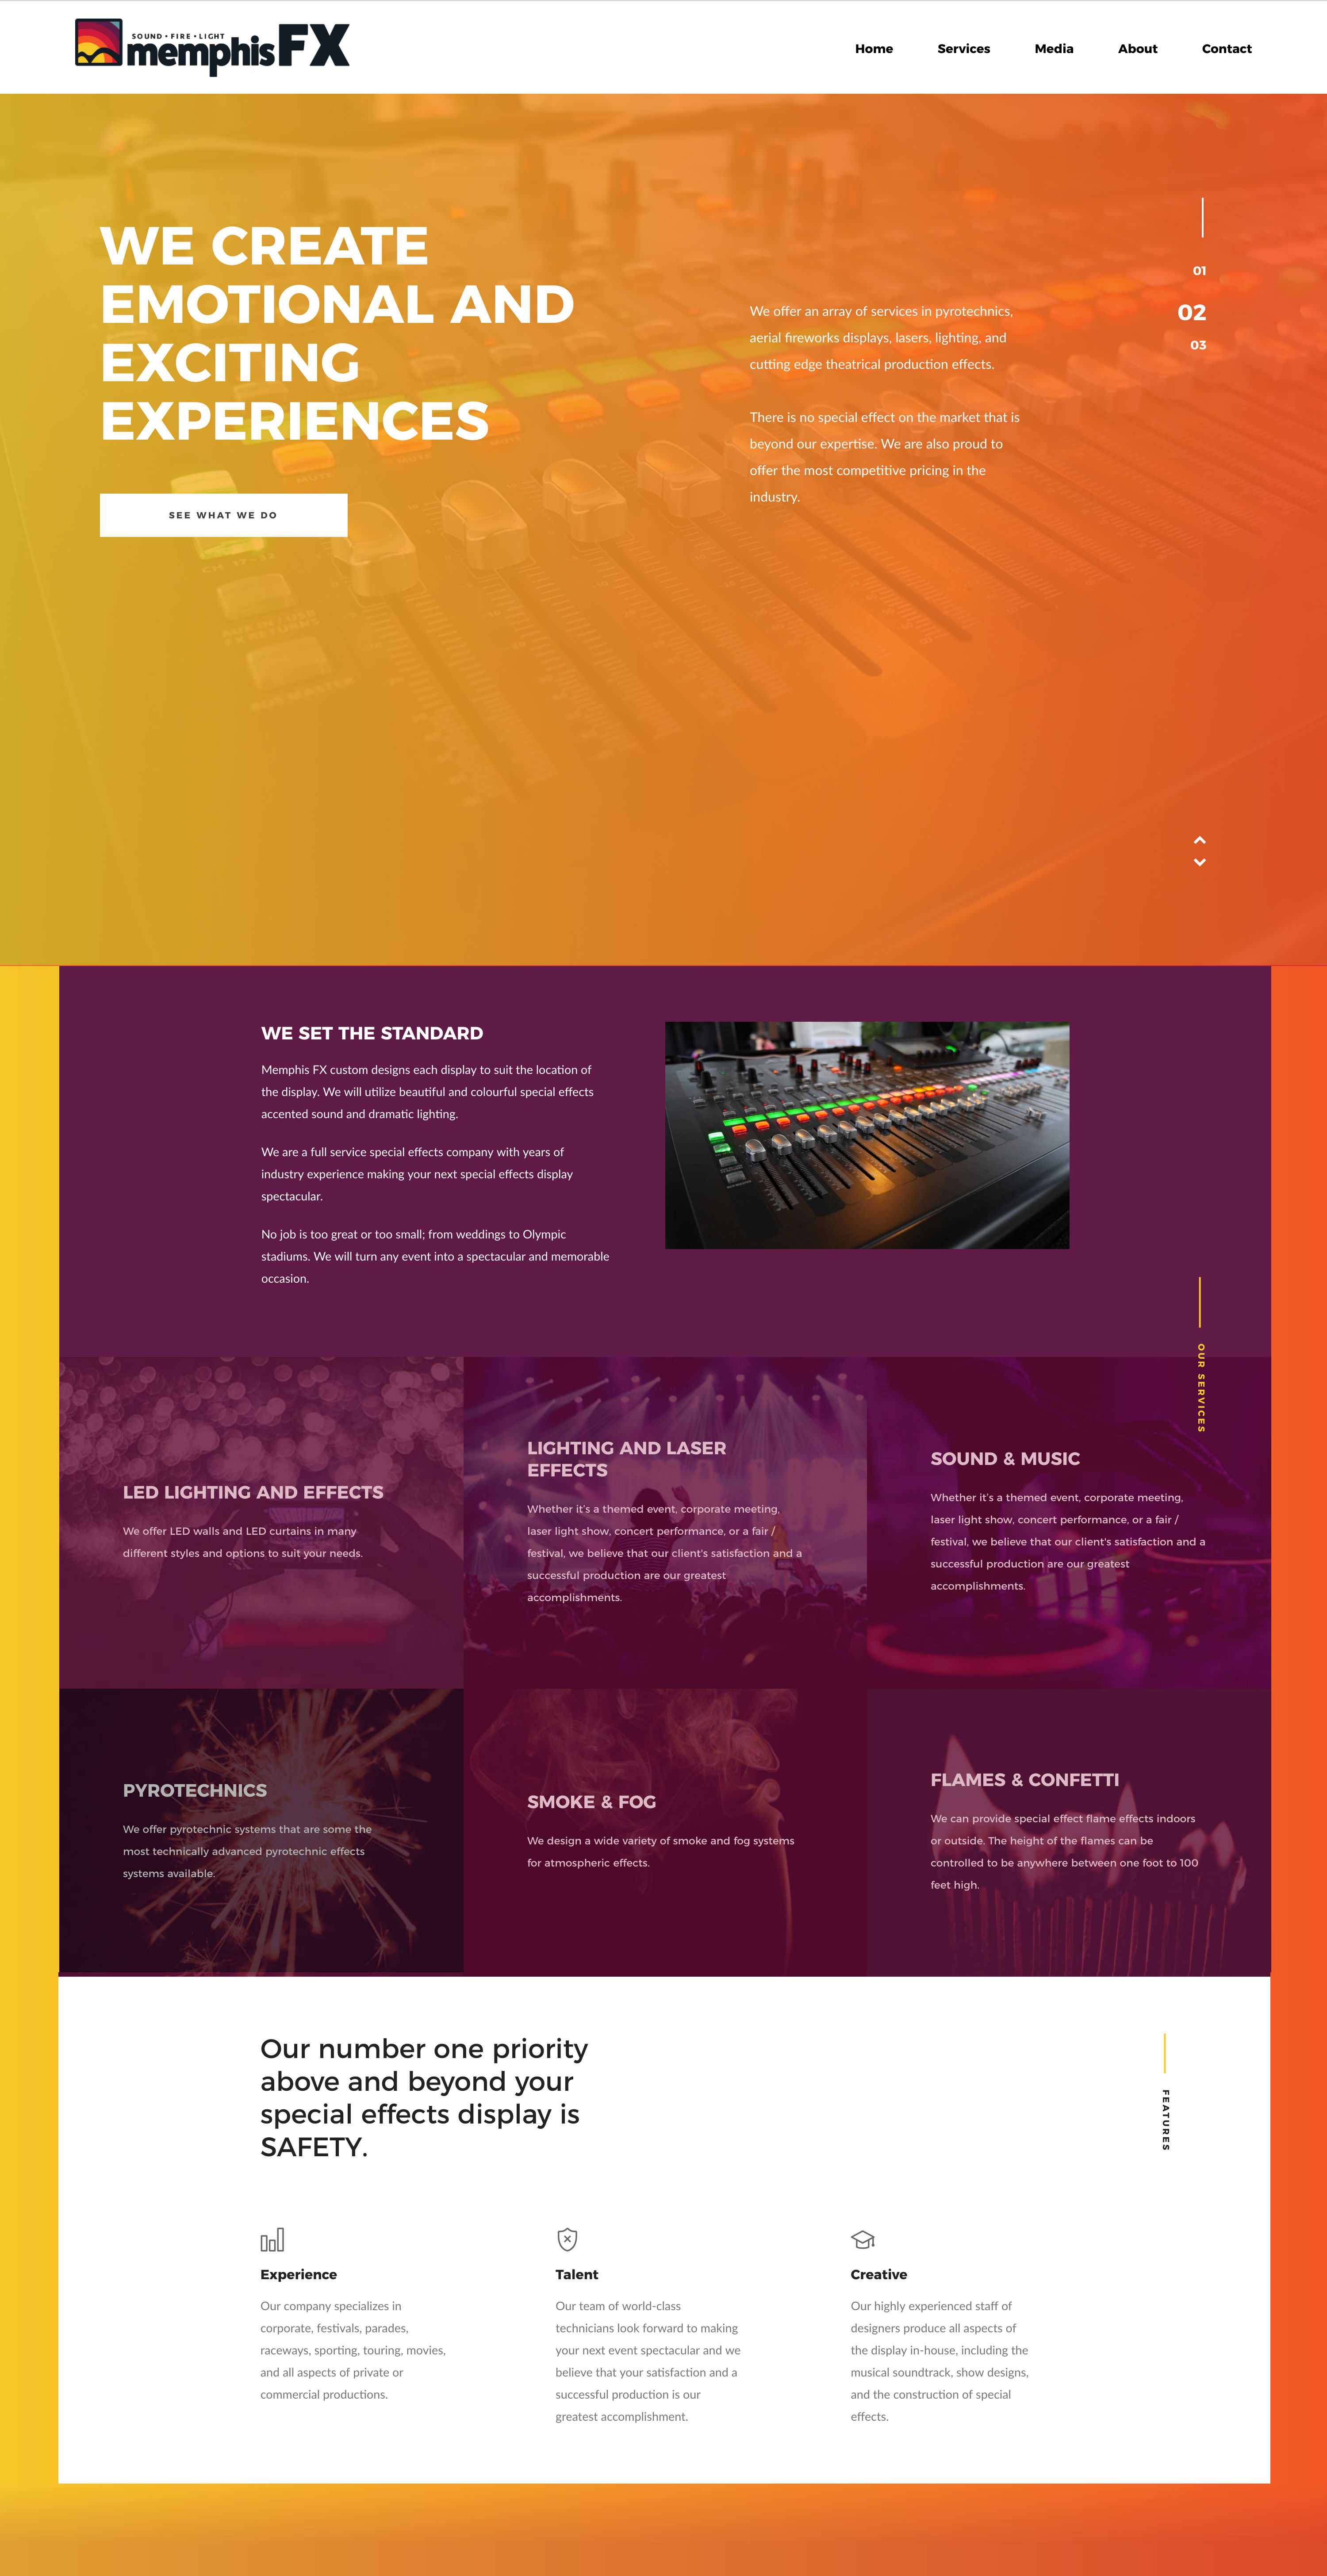 SOUND • FIRE • LIGHT
memphisFX
Home Services Media About Contact
WE CREATE
EMOTIONAL AND
EXCITING
EXPERIENCES
SEE WHAT WE DO
We offer an array of services in pyrotechnics,
aerial fireworks displays, lasers, lighting, and
cutting edge theatrical production effects.
There is no special effect on the market that is
beyond our expertise. We are also proud to
offer the most competitive pricing in the
industry.
01
02
03
WE SET THE STANDARD
Memphis FX custom designs each display to suit the location of
the display. We will utilize beautiful and colourful special effects
accented sound and dramatic lighting.
We are a full service special effects company with years of
industry experience making your next special effects display
spectacular.
No job is too great or too small; from weddings to Olympic
stadiums. We will turn any event into a spectacular and memorable
occasion.
OUR SERVICES
LED LIGHTING AND EFFECTS
We offer LED walls and LED curtains in many
different styles and options to suit your needs.
LIGHTING AND LASER
EFFECTS
Whether it's a themed event, corporate meeting,
laser light show, concert performance, or a fair /
festival, we believe that our client's satisfaction and a
successful production are our greatest
accomplishments.
SOUND & MUSIC
Whether it's a themed event, corporate meeting,
laser light show, concert performance, or a fair /
festival, we believe that our client's satisfaction and a
successful production are our greatest
accomplishments.
PYROTECHNICS
We offer pyrotechnic systems that are some the
most technically advanced pyrotechnic effects
systems available.
SMOKE & FOG
We design a wide variety of smoke and fog systems
for atmospheric effects.
FLAMES & CONFETTI
We can provide special effect flame effects indoors
or outside. The height of the flames can be
controlled to be anywhere between one foot to 100
feet high.
Our number one priority
above and beyond your
special effects display is
SAFETY.
FEATURES
Experience
Our company specializes in
corporate, festivals, parades,
raceways, sporting, touring, movies,
and all aspects of private or
commercial productions.
Talent
Our team of world-class
technicians look forward to making
your next event spectacular and we
believe that your satisfaction and a
successful production is our
greatest accomplishment.
Creative
Our highly experienced staff of
designers produce all aspects of
the display in-house, including the
musical soundtrack, show designs,
and the construction of special
effects.